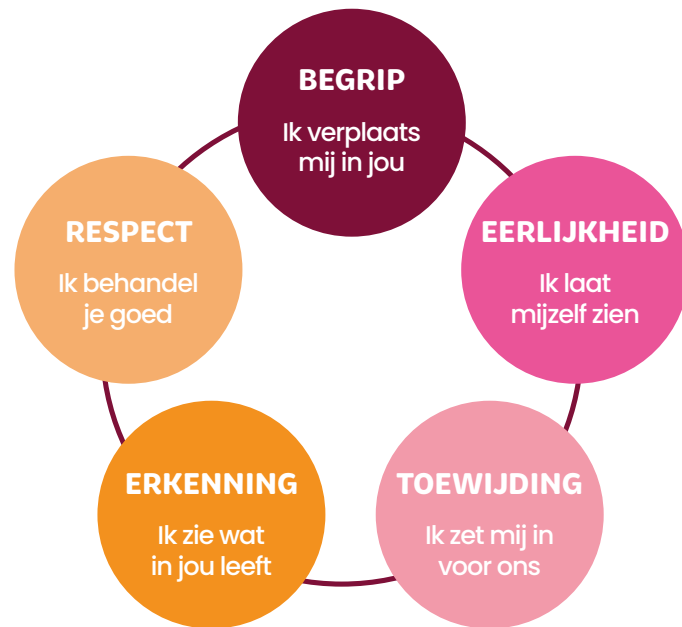 BEGRIP
Ik verplaats
mij in jou
EERLIJKHEID
Ik laat
mijzelf zien
TOEWIJDING
Ik zet mij in
voor ons
ERKENNING
Ik zie wat
in jou leeft
RESPECT
Ik behandel
je goed